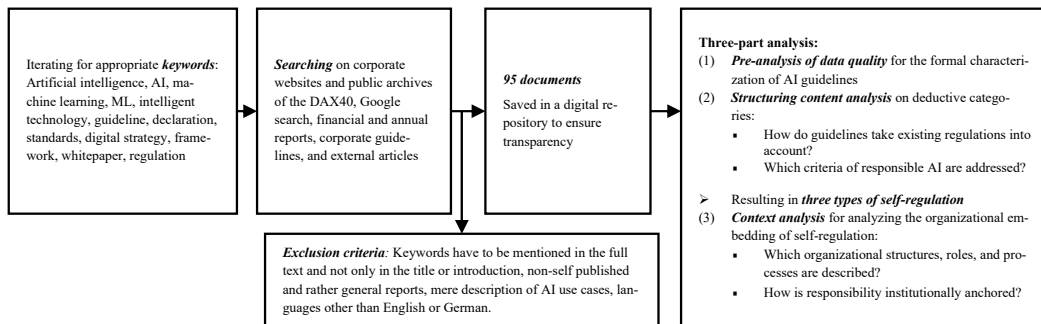 Iterating for appropriate keywords:
Artificial intelligence, AI, ma-
chine learning, ML, intelligent
technology, guideline, declaration,
standards, digital strategy, frame-
work, whitepaper, regulation
Searching on corporate
websites and public archives
of the DAX40, Google
search, financial and annual
reports, corporate guide-
lines, and external articles
95 documents
Saved in a digital re-
pository to ensure
transparency
Three-part analysis:
(1) Pre-analysis of data quality for the formal characteri-
zation of AI guidelines
(2) Structuring content analysis on deductive catego-
ries:
▪ How do guidelines take existing regulations into
account?
▪ Which criteria of responsible AI are addressed?
➢ Resulting in three types of self-regulation
(3) Context analysis for analyzing the organizational em-
bedding of self-regulation:
▪ Which organizational structures, roles, and pro-
cesses are described?
▪ How is responsibility institutionally anchored?
Exclusion criteria: Keywords have to be mentioned in the full
text and not only in the title or introduction, non-self published
and rather general reports, mere description of AI use cases, lan-
guages other than English or German.